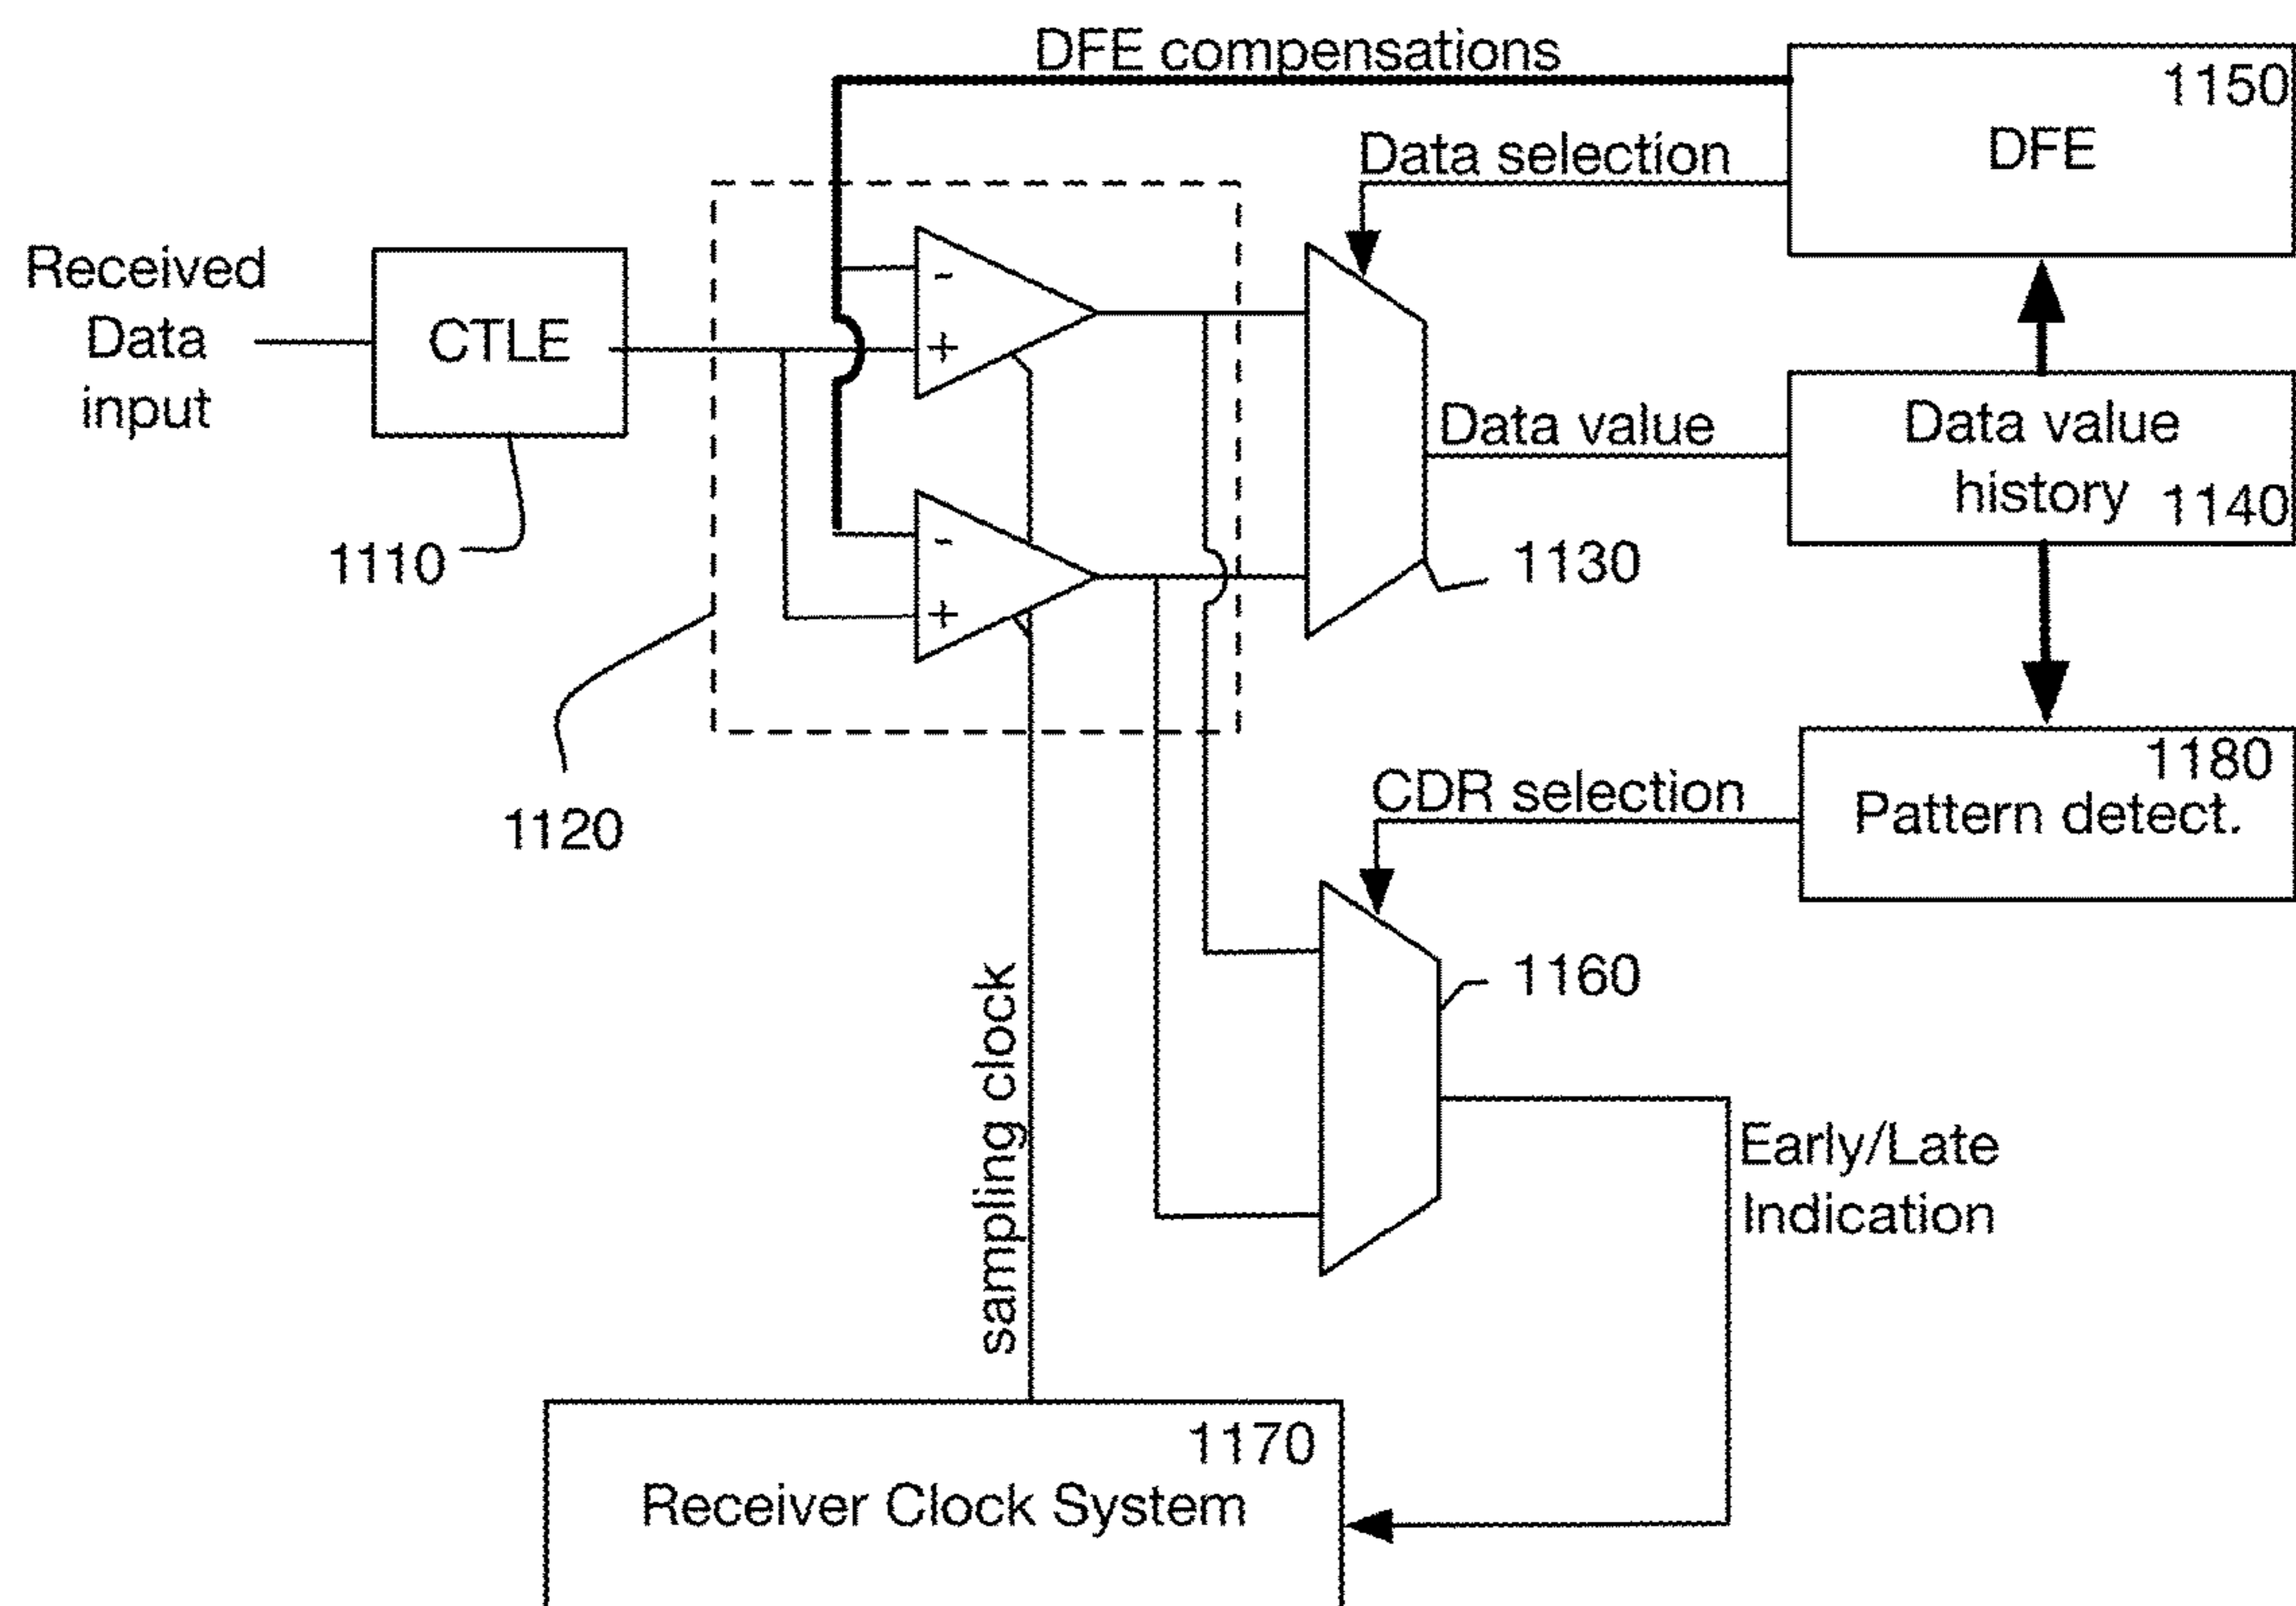 DFE compensations
1150
DFE
Data selection
Received
Data
input
CTLE
-
+
Data value
Data value
history
1140
1110
-
+
1130
1120
1180
Pattern detect.
CDR selection
1160
sampling clock
Early/Late
Indication
1170
Receiver Clock System